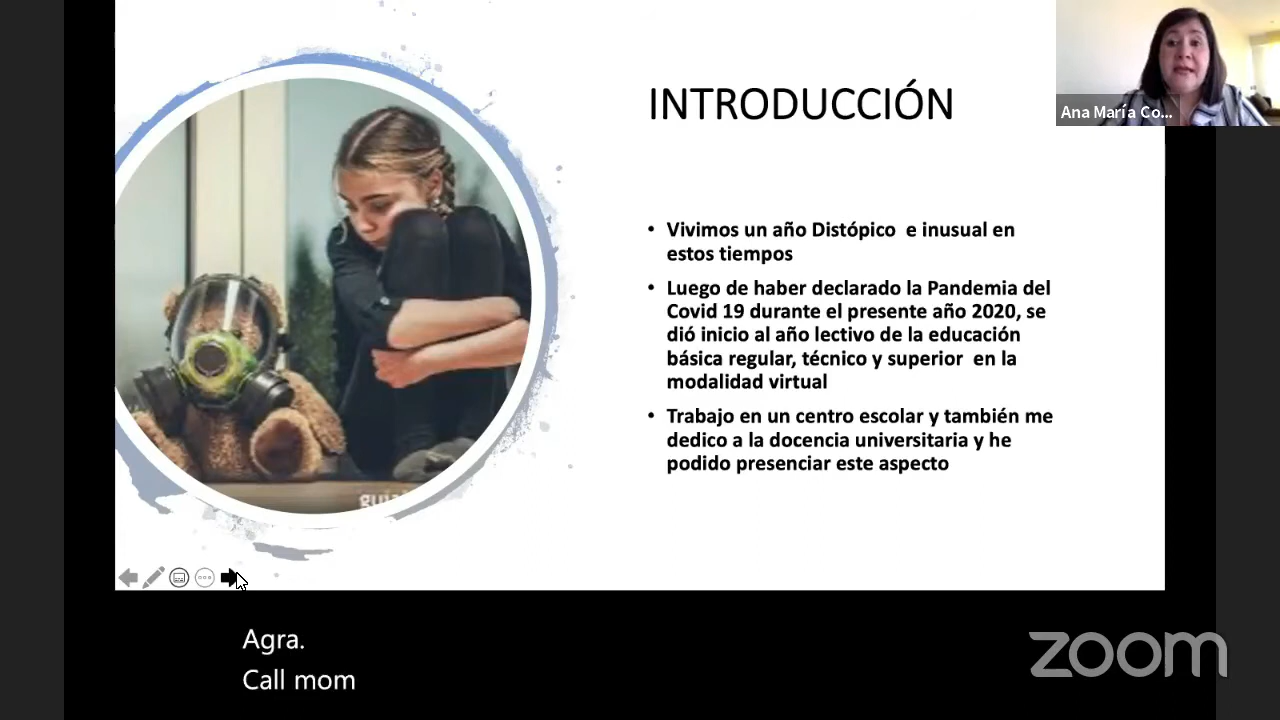 INTRODUCCIÓN
Ana María Co...
• Vivimos un año Distópico e inusual en
estos tiempos
• Luego de haber declarado la Pandemia del
Covid 19 durante el presente año 2020, se
dió inicio al año lectivo de la educación
básica regular, técnico y superior en la
modalidad virtual
• Trabajo en un centro escolar y también me
dedico a la docencia universitaria y he
podido presenciar este aspecto
Agra.
Call mom
zoom